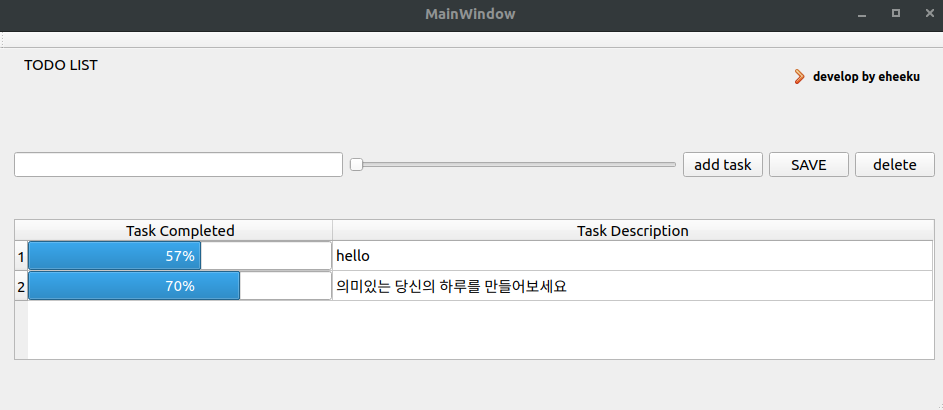 MainWindow
TODO LIST
develop by eheeku
add task SAVE delete
Task Completed Task Description
1 57% hello
2 70% 의미있는 당신의 하루를 만들어보세요